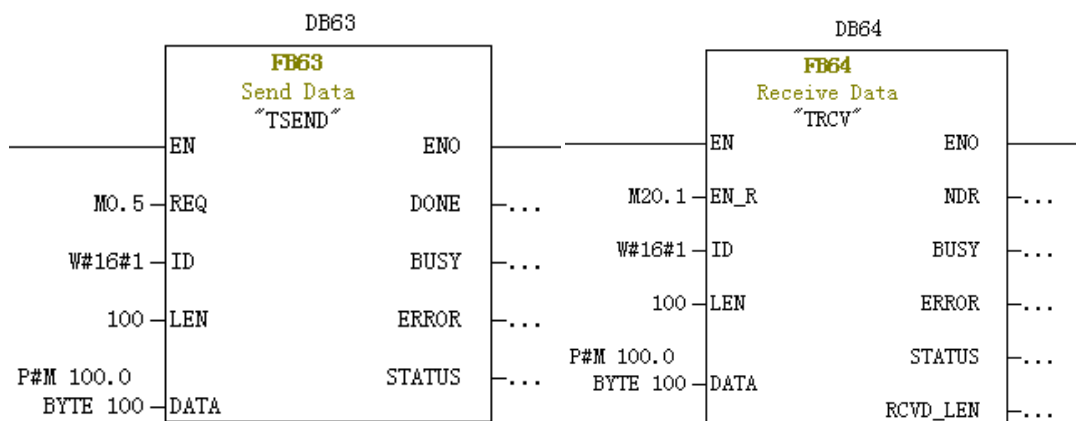 DB63
FB63
Send Data
"TSEND"
EN ENO
M0.5 REQ DONE ...
W#16#1 ID BUSY ...
100 LEN ERROR ...
P#M 100.0 STATUS ...
BYTE 100 DATA
DB64
FB64
Receive Data
"TRCV"
EN ENO
M20.1 EN_R NDR ...
W#16#1 ID BUSY ...
100 LEN ERROR ...
P#M 100.0 STATUS ...
BYTE 100 DATA
RCVD_LEN ...